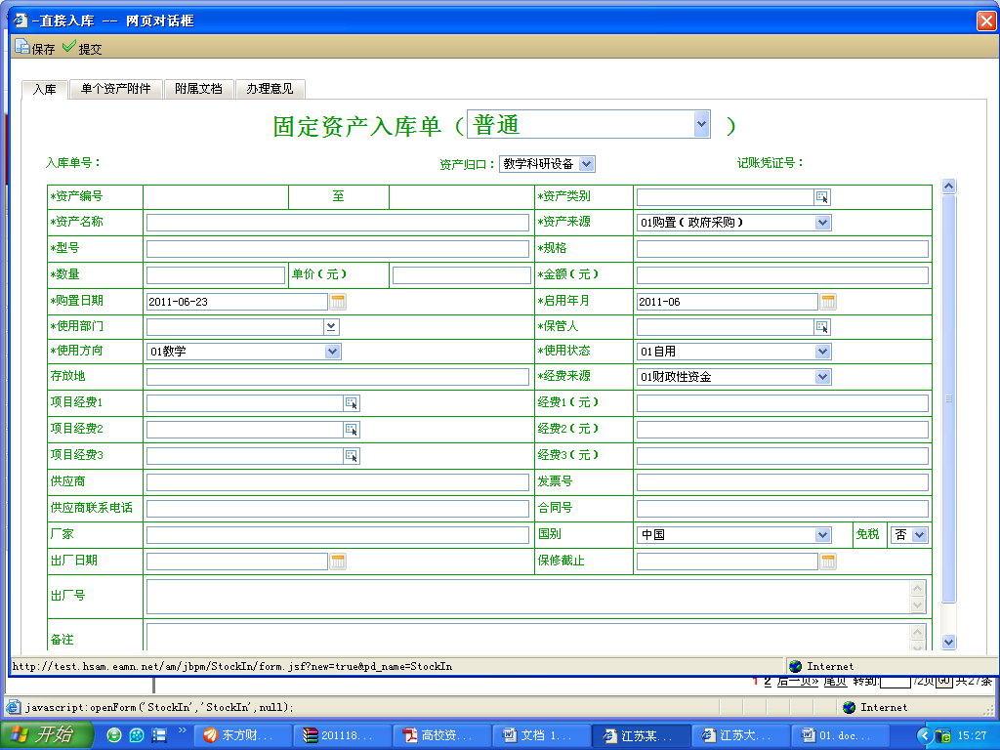 -直接入库 -- 网页对话框
保存 提交
入库 单个资产附件 附属文档 办理意见
固定资产入库单（ 普通 ）
入库单号： 资产归口： 教学科研设备 记账凭证号：
*资产编号 至 *资产类别
*资产名称 *资产来源 01购置(政府采购)
*型号 *规格
*数量 单价(元) *金额(元)
*购置日期 2011-06-23 *启用年月 2011-06
*使用部门 *保管人
*使用方向 01教学 *使用状态 01自用
存放地 *经费来源 01财政性资金
项目经费1 经费1(元)
项目经费2 经费2(元)
项目经费3 经费3(元)
供应商 发票号
供应商联系电话 合同号
厂家 国别 中国 免税 否
出厂日期 保修截止
出厂号
备注
http://test.hsam.eamn.net/am/jbpm/StockIn/form.jsf?new=true&pd_name=StockIn Internet
1 2 后一页» 尾页 转到: /2页 GO 共27条
javascript:openForm('StockIn','StockIn',null); Internet
开始 » 东方财... 201118... 高校资... 文档 1... 江苏某... 江苏大... 01.doc... 15:27